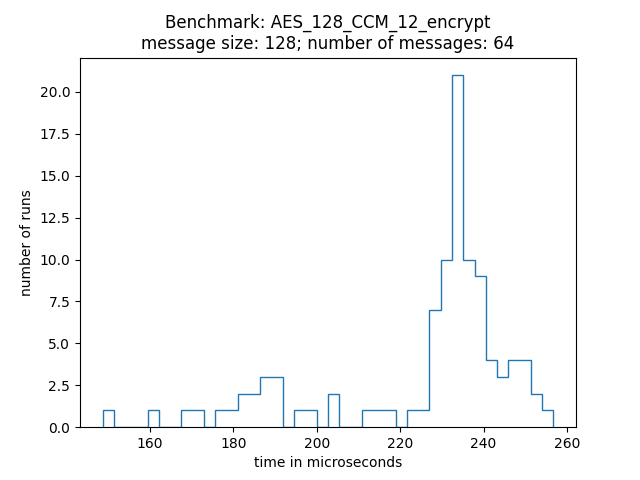 Benchmark: AES_128_CCM_12_encrypt
message size: 128; number of messages: 64
20.0
17.5
15.0
12.5
10.0
7.5
5.0
2.5
0.0
number of runs
160 180 200 220 240 260
time in microseconds